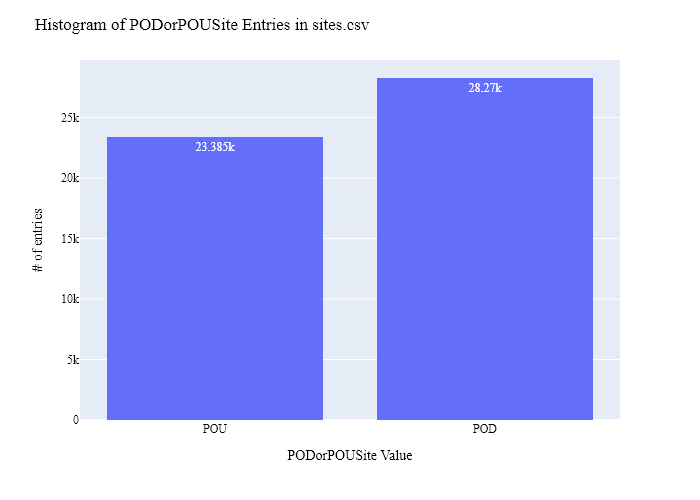 Histogram of PODorPOUSite Entries in sites.csv
28.27k
25k
23.385k
20k
15k
# of entries
10k
5k
0
POU
POD
PODorPOUSite Value